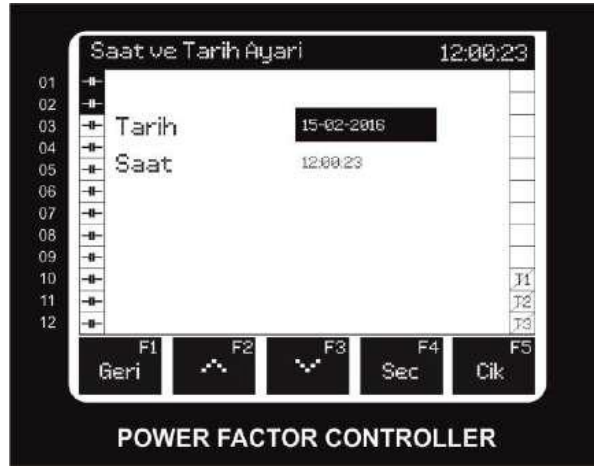 Saat ve Tarih Ayari 12:00:23
01
02
03 Tarih 15-02-2016
04
05 Saat 12:00:23
06
07
08
09
10 T1
11 T2
12 T3
F1 F2 F3 F4 F5
Geri Sec Cik
POWER FACTOR CONTROLLER